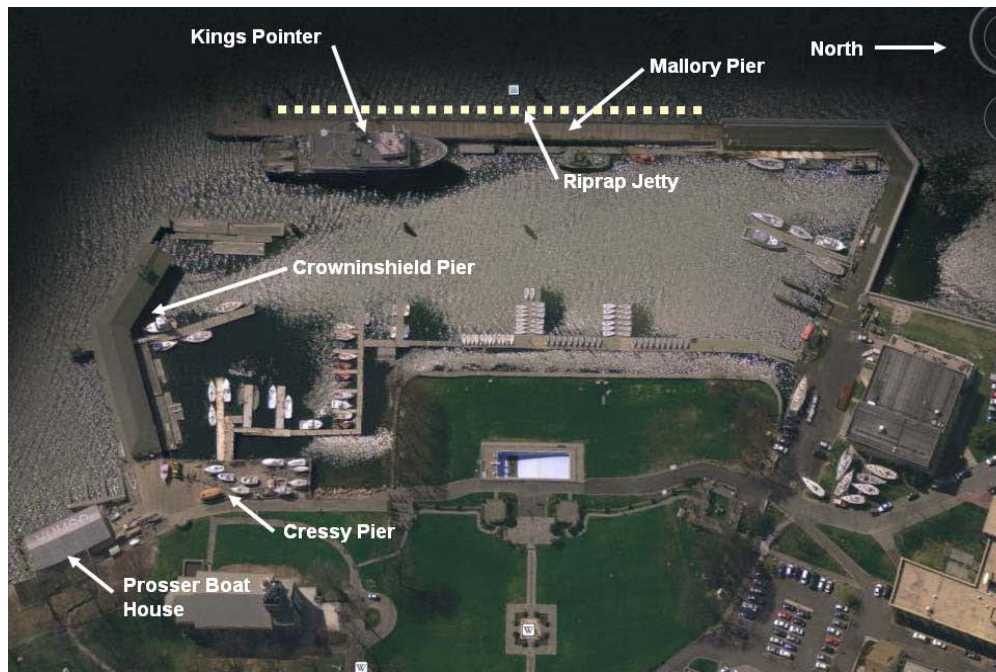 Kings Pointer
North
Mallory Pier
Riprap Jetty
Crowninshield Pier
Cressy Pier
Prosser Boat
House
W
W